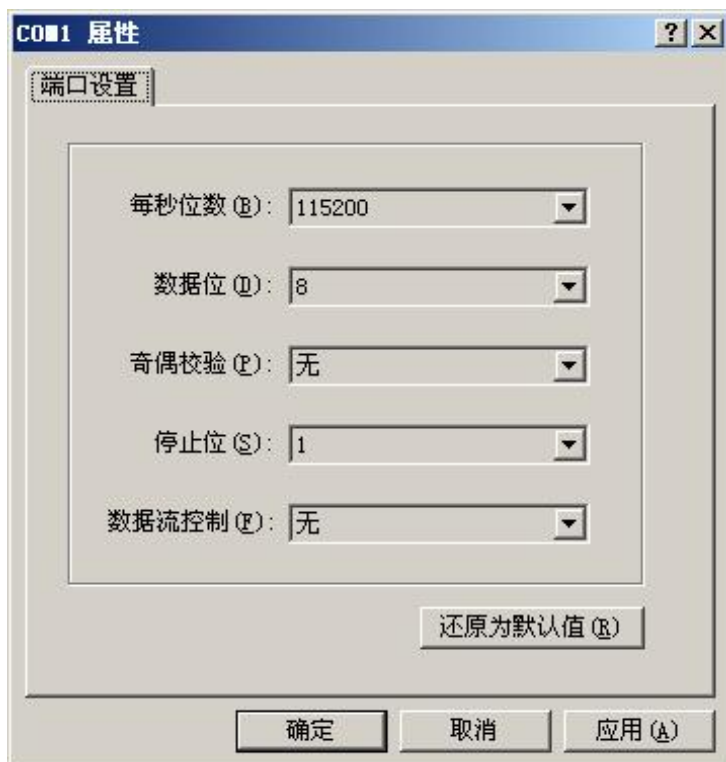 COM1 属性
端口设置
每秒位数(B): 115200
数据位(D): 8
奇偶校验(P): 无
停止位(S): 1
数据流控制(F): 无
还原为默认值(R)
确定 取消 应用(A)